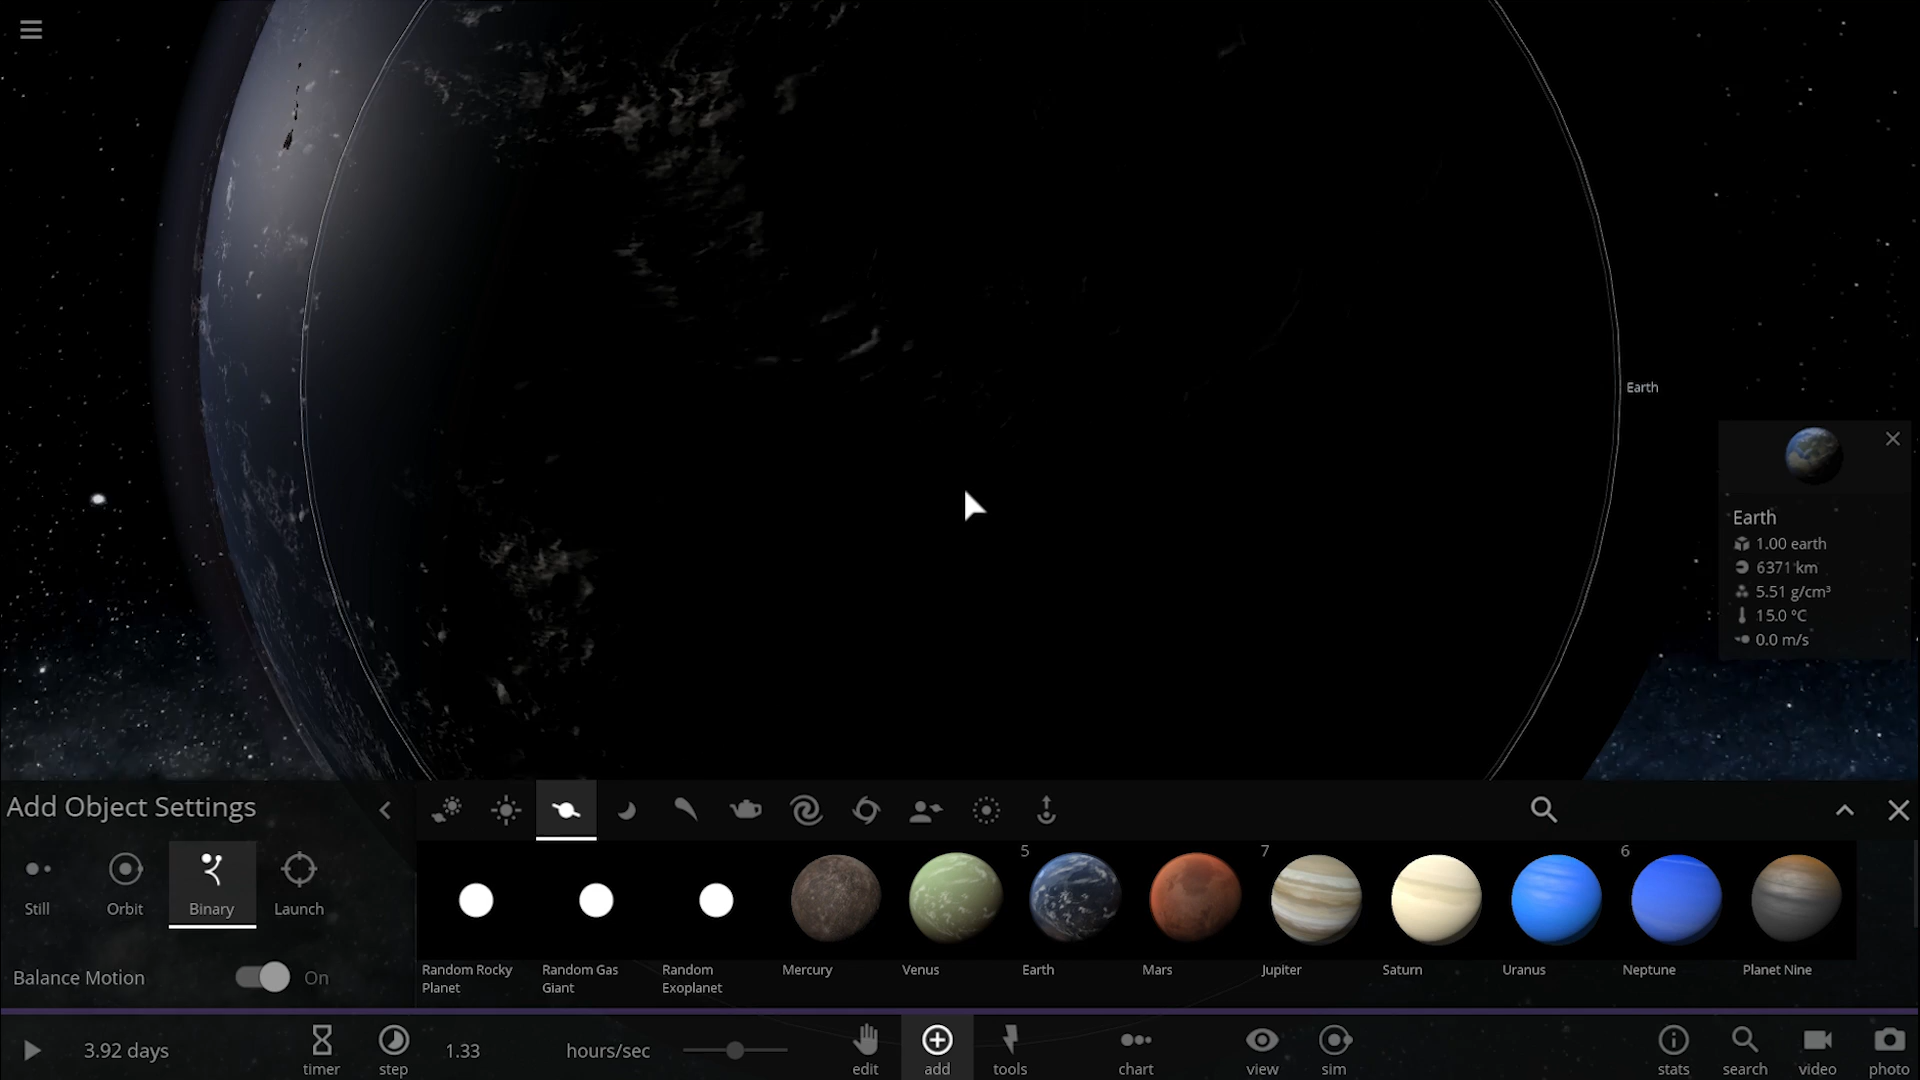 Earth
Earth
1.00 earth
6371 km
5.51 g/cm³
15.0 °C
0.0 m/s
Add Object Settings
Still
Orbit
Binary
Launch
Balance Motion
On
5
7
6
Random Rocky
Planet
Random Gas
Giant
Random
Exoplanet
Mercury
Venus
Earth
Mars
Jupiter
Saturn
Uranus
Neptune
Planet Nine
3.92 days
timer
step
1.33
hours/sec
edit
add
tools
chart
view
sim
stats
search
video
photo